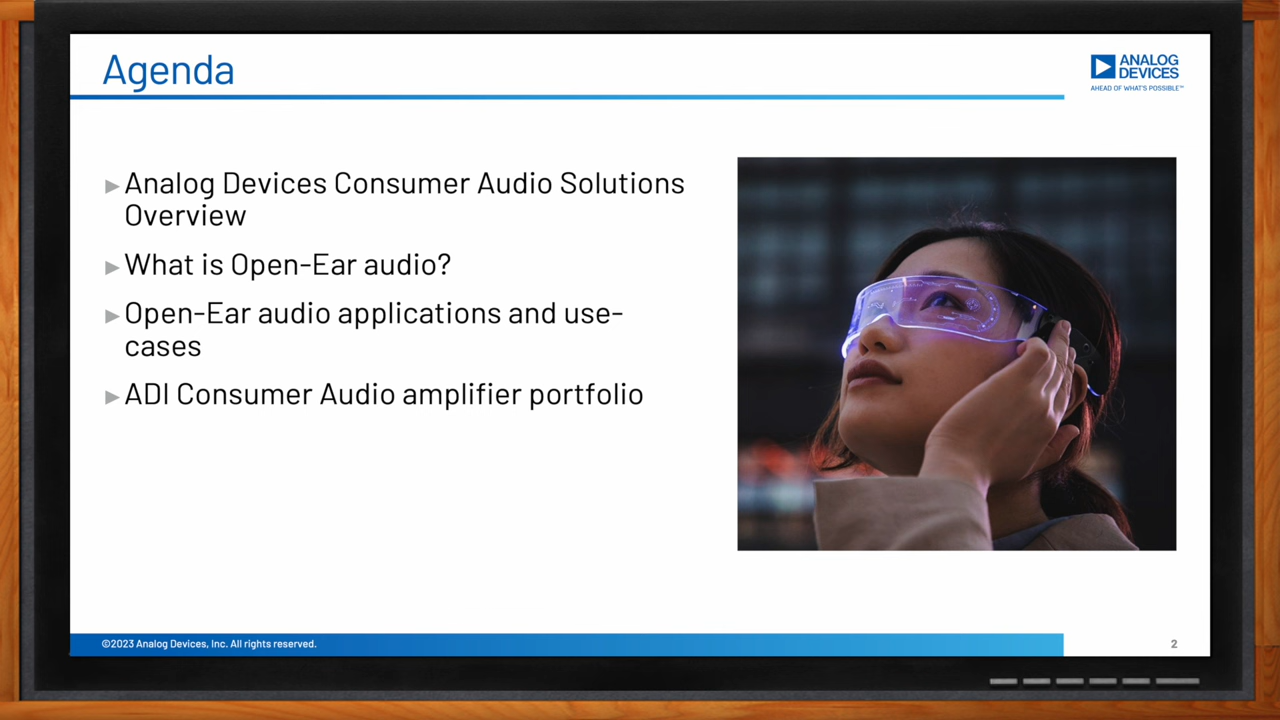 Agenda
ANALOG
DEVICES
AHEAD OF WHAT'S POSSIBLE™
▶Analog Devices Consumer Audio Solutions
Overview
▶What is Open-Ear audio?
▶Open-Ear audio applications and use-
cases
▶ADI Consumer Audio amplifier portfolio
©2023 Analog Devices, Inc. All rights reserved.
2